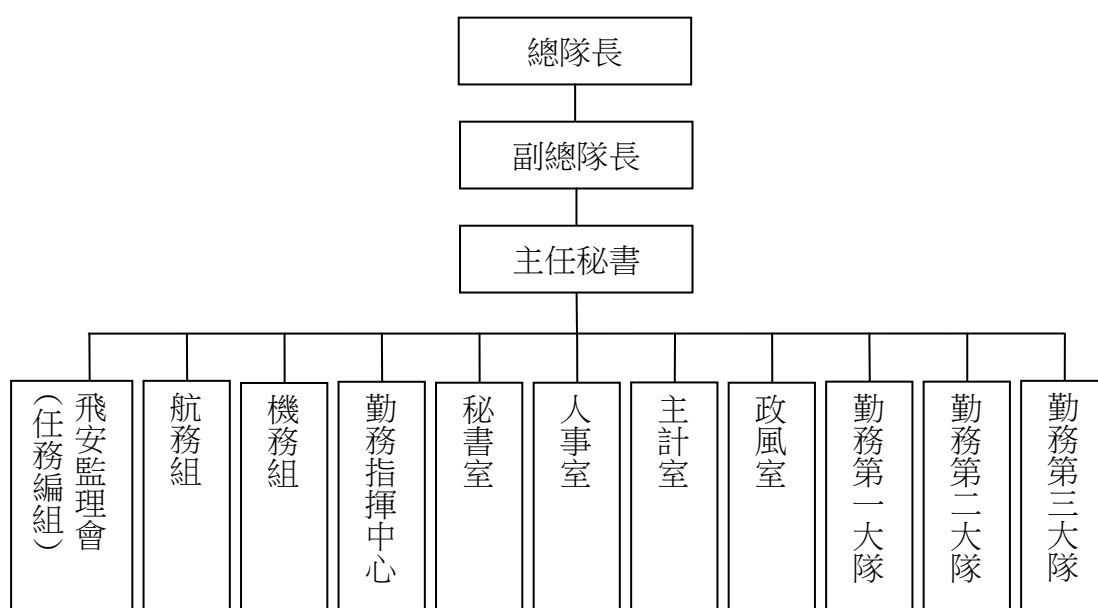 總隊長
副總隊長
主任秘書
飛安監理會
（任務編組）
航務組
機務組
勤務指揮中心
秘書室
人事室
主計室
政風室
勤務第一大隊
勤務第二大隊
勤務第三大隊